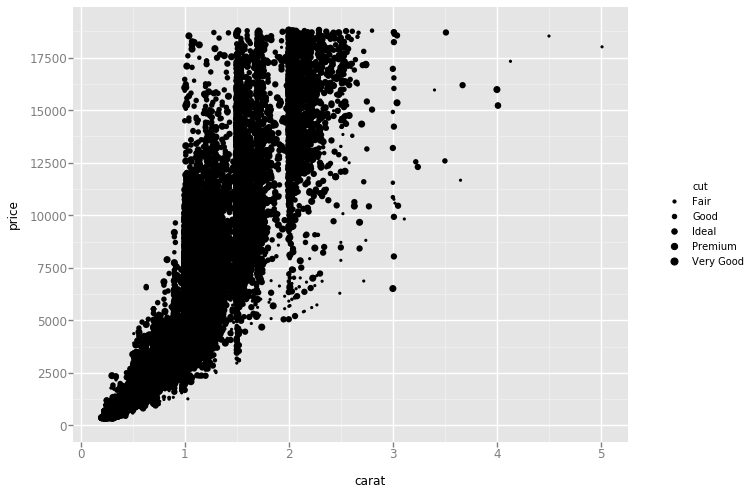 17500
15000
12500
10000
7500
5000
2500
0
price
0 1 2 3 4 5
carat
cut
Fair
Good
Ideal
Premium
Very Good